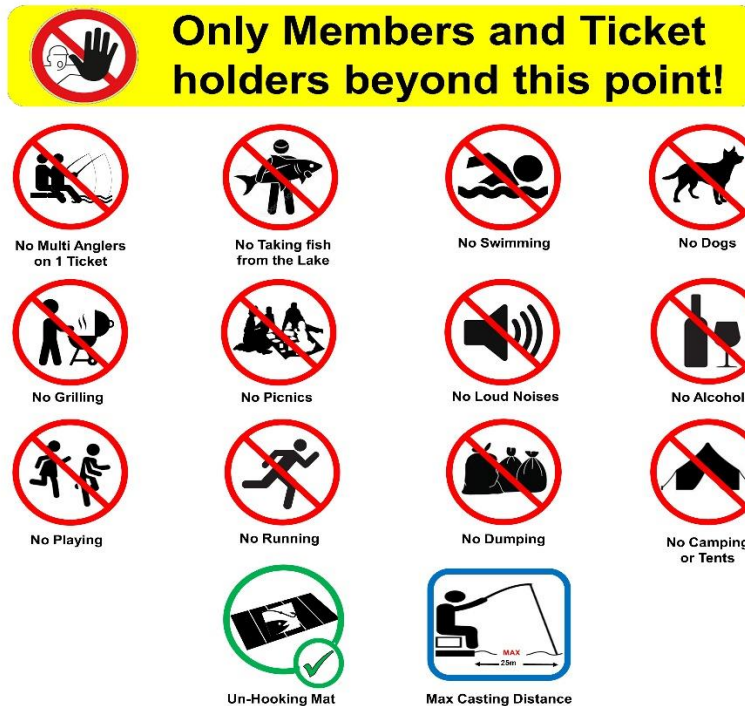 Only Members and Ticket
holders beyond this point!
No Multi Anglers
on 1 Ticket
No Taking fish
from the Lake
No Swimming
No Dogs
No Grilling
No Picnics
No Loud Noises
No Alcohol
No Playing
No Running
No Dumping
No Camping
or Tents
MAX
25m
Un-Hooking Mat
Max Casting Distance